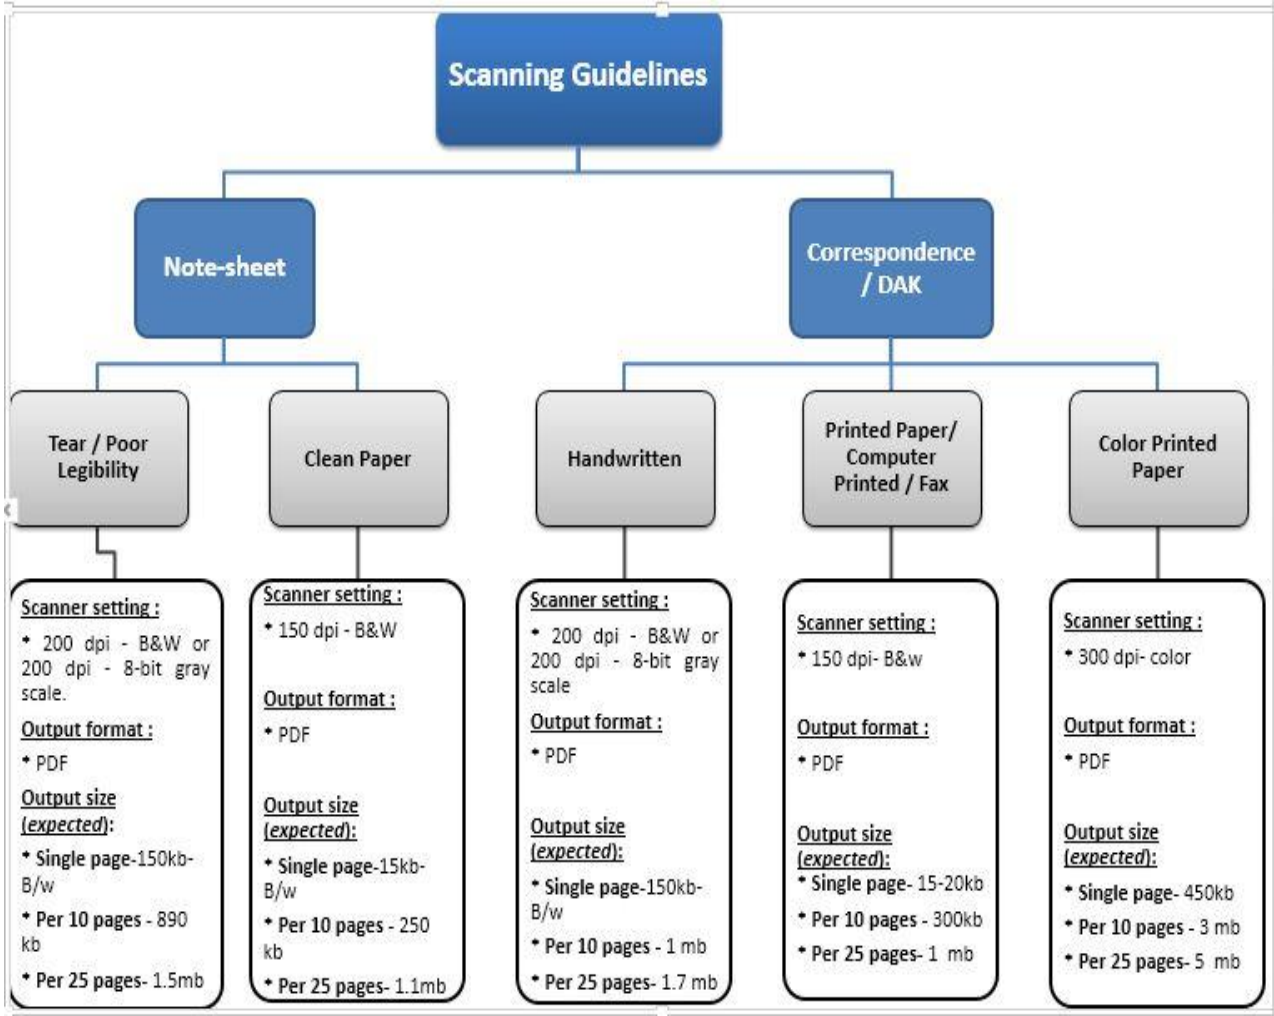 Scanning Guidelines
Note-sheet
Correspondence
/ DAK
Tear / Poor
Legibility
Clean Paper
Handwritten
Printed Paper/
Computer
Printed / Fax
Color Printed
Paper
Scanner setting :
* 200 dpi - B&W or
200 dpi - 8-bit gray
scale.
Output format :
* PDF
Output size
(expected):
* Single page-150kb-
B/w
* Per 10 pages - 890
kb
* Per 25 pages- 1.5mb
Scanner setting :
* 150 dpi - B&W
Output format :
* PDF
Output size
(expected):
* Single page-15kb-
B/w
* Per 10 pages - 250
kb
* Per 25 pages- 1.1mb
Scanner setting :
* 200 dpi - B&W or
200 dpi - 8-bit gray
scale
Output format :
* PDF
Output size
(expected):
* Single page-150kb-
B/w
* Per 10 pages - 1 mb
* Per 25 pages- 1.7 mb
Scanner setting :
* 150 dpi- B&w
Output format :
* PDF
Output size
(expected):
* Single page- 15-20kb
* Per 10 pages - 300kb
* Per 25 pages- 1 mb
Scanner setting :
* 300 dpi- color
Output format :
* PDF
Output size
(expected):
* Single page- 450kb
* Per 10 pages - 3 mb
* Per 25 pages- 5 mb